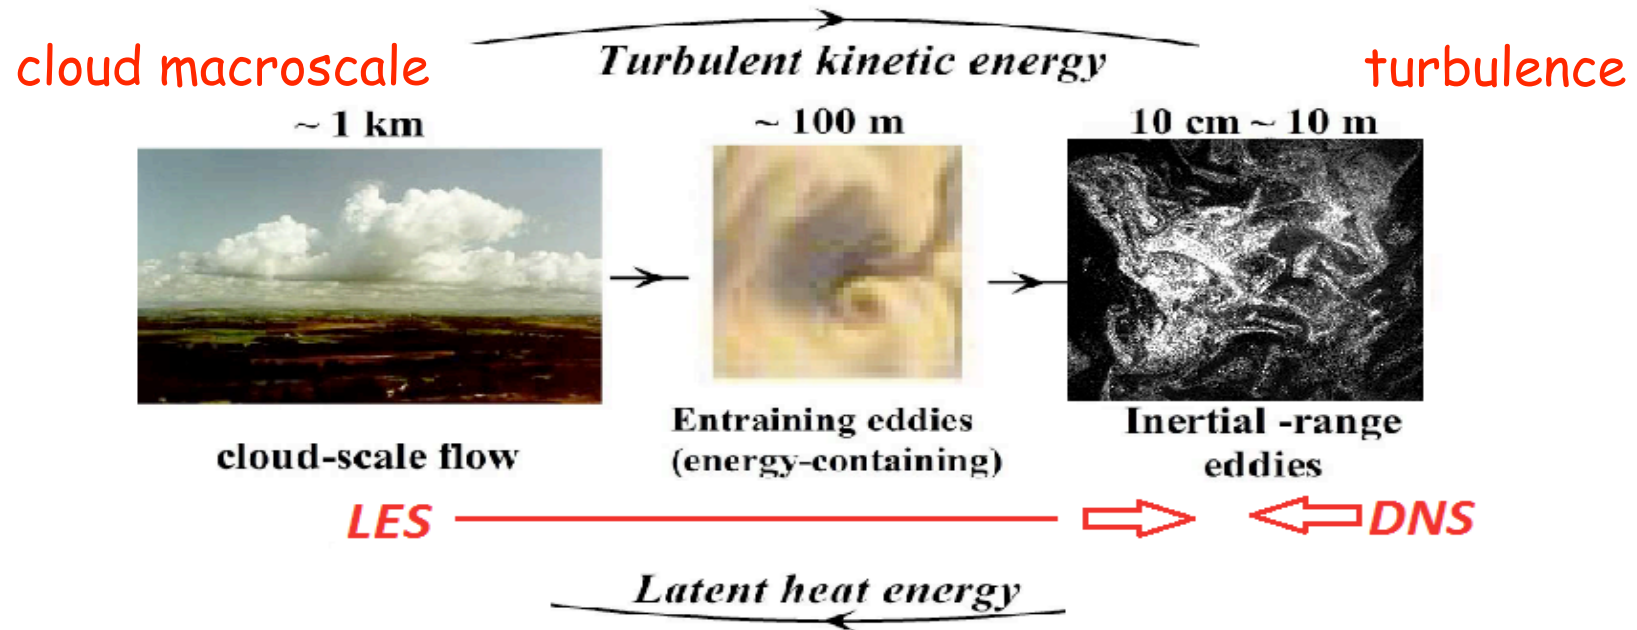 Turbulent kinetic energy
cloud macroscale
turbulence
~ 1 km
~ 100 m
10 cm ~ 10 m
cloud-scale flow
Entraining eddies
(energy-containing)
Inertial -range
eddies
LES
DNS
Latent heat energy